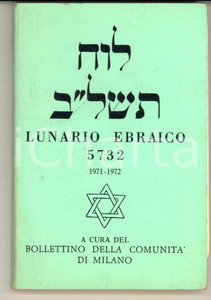 לוח
תשל"ב
LUNARIO EBRAICO
5732
1971-1972
A CURA DEL
BOLLETTINO DELLA COMUNITA'
DI MILANO